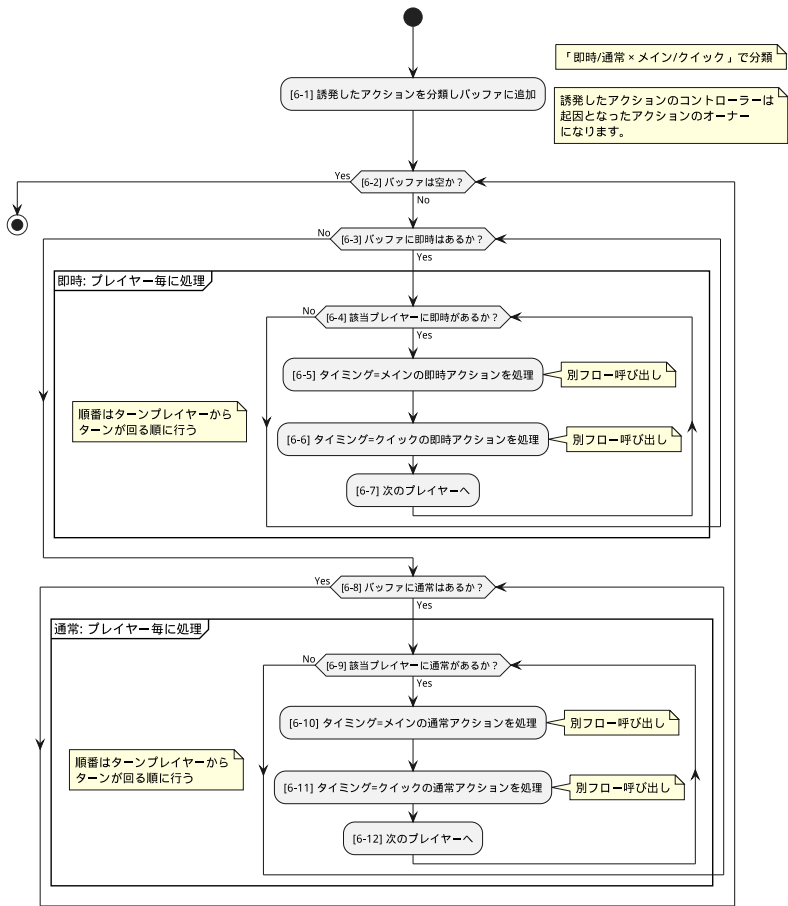 「 即時/通常 × メイン/クイック 」で分類
[6-1] 誘発したアクションを分類しバッファに追加
誘発したアクションのコントローラーは
起因となったアクションのオーナー
になります。
Yes
[6-2] バッファは空か？
No
No
[6-3] バッファに即時はあるか？
Yes
即時: プレイヤー毎に処理
No
[6-4] 該当プレイヤーに即時があるか？
Yes
[6-5] タイミング=メインの即時アクションを処理
別フロー呼び出し
順番はターンプレイヤーから
ターンが回る順に行う
[6-6] タイミング=クイックの即時アクションを処理
別フロー呼び出し
[6-7] 次のプレイヤーへ
Yes
[6-8] バッファに通常はあるか？
Yes
通常: プレイヤー毎に処理
No
[6-9] 該当プレイヤーに通常があるか？
Yes
[6-10] タイミング=メインの通常アクションを処理
別フロー呼び出し
順番はターンプレイヤーから
ターンが回る順に行う
[6-11] タイミング=クイックの通常アクションを処理
別フロー呼び出し
[6-12] 次のプレイヤーへ